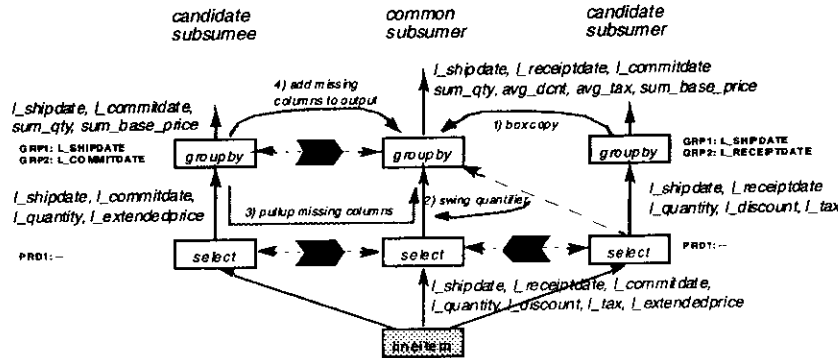 candidate
subsumee
common
subsumer
candidate
subsumer
l_shipdate, l_receiptdate, l_commitdate
sum_qty, avg_dcnt, avg_tax, sum_base_price
4) add missing
columns to output
l_shipdate, l_commitdate,
sum_qty, sum_base_price
1) boxcopy
GRP1: L_SHIPDATE
GRP2: L_COMMITDATE
groupby
groupby
groupby
GRP1: L_SHIPDATE
GRP2: L_RECEIPTDATE
l_shipdate, l_commitdate,
l_quantity, l_extendedprice
3) pullup missing columns
2) swing quantifier
l_shipdate, l_receiptdate
l_quantity, l_discount, l_tax
PRD1: --
select
select
select
PRD1: --
l_shipdate, l_receiptdate, l_commitdate,
l_quantity, l_discount, l_tax, l_extendedprice
lineitem